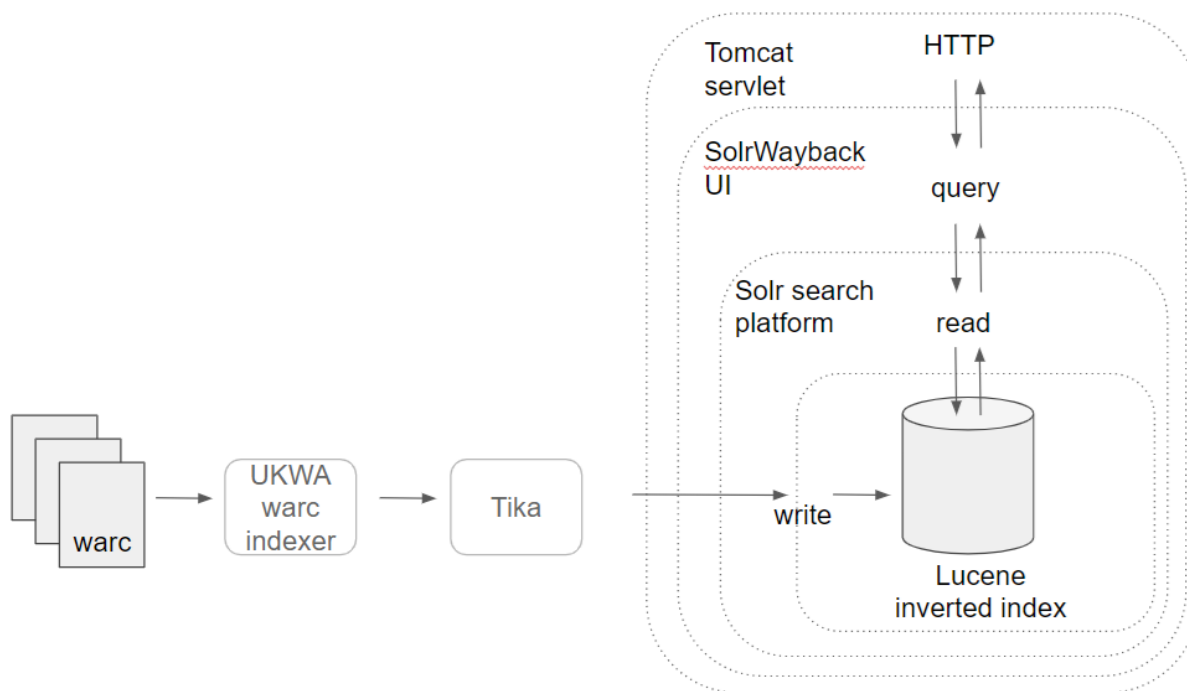 Tomcat
servlet
HTTP
SolrWayback
UI
query
Solr search
platform
read
warc
UKWA
warc
indexer
Tika
write
Lucene
inverted index